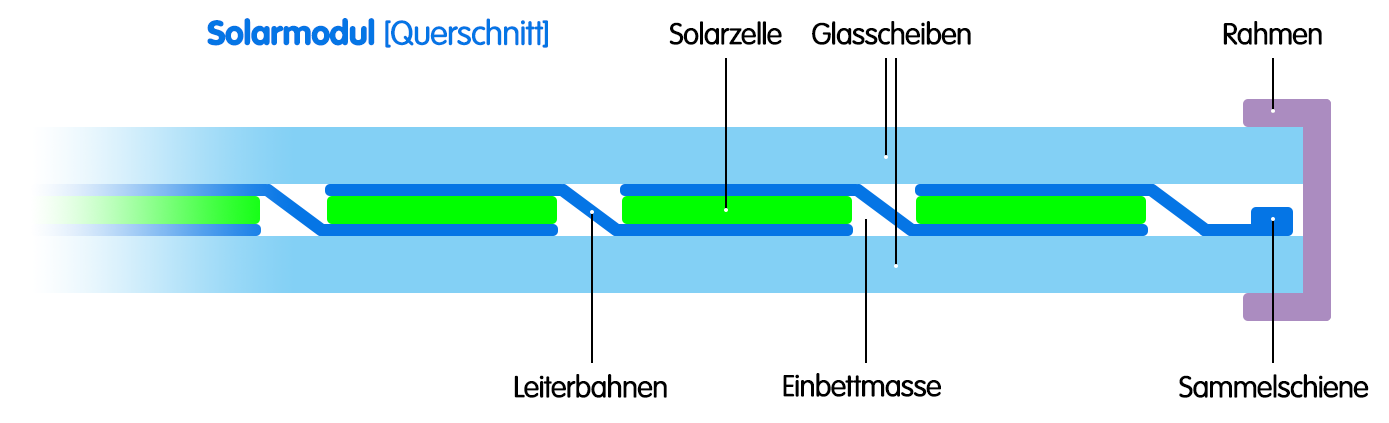 Solarmodul [Querschnitt]
Solarzelle
Glasscheiben
Rahmen
Leiterbahnen
Einbettmasse
Sammelschiene